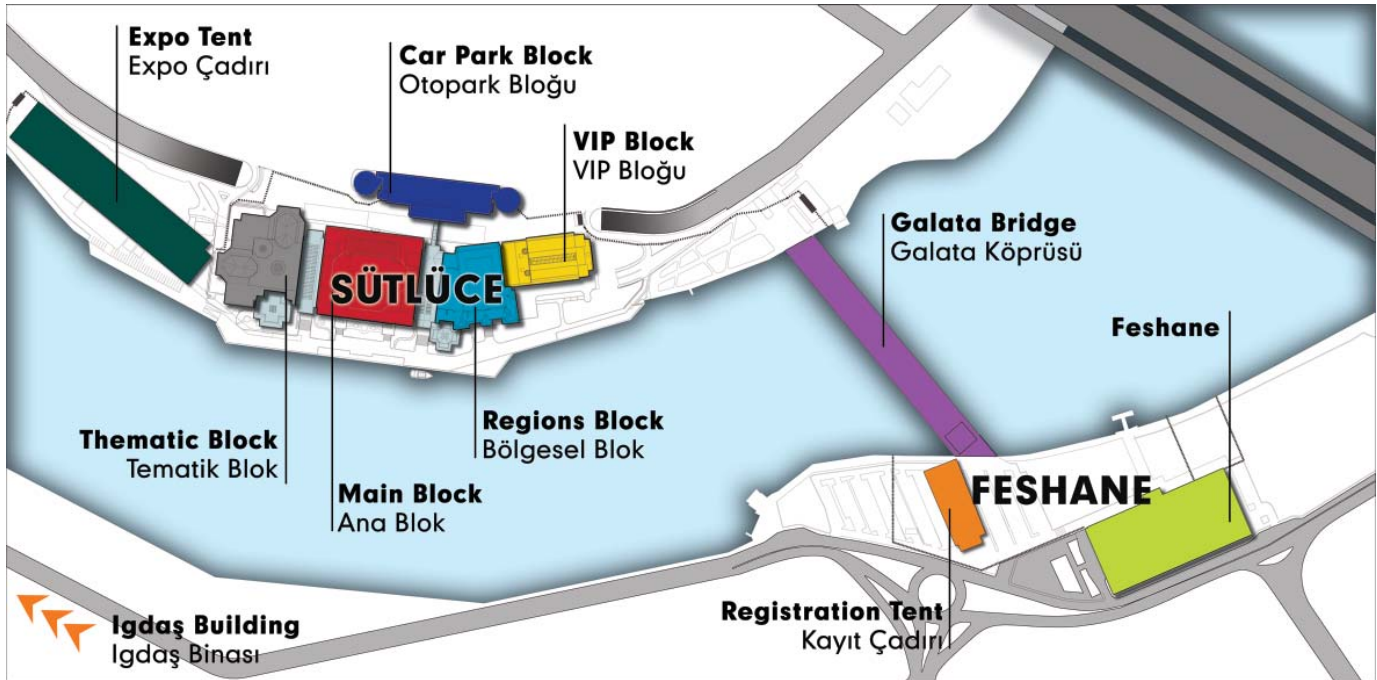 Expo Tent
Expo Çadırı
Car Park Block
Otopark Bloğu
VIP Block
VIP Bloğu
Galata Bridge
Galata Köprüsü
SÜTLÜCE
Feshane
Thematic Block
Tematik Blok
Regions Block
Bölgesel Blok
Main Block
Ana Blok
FESHANE
Registration Tent
Kayıt Çadırı
Igdaş Building
Igdaş Binası